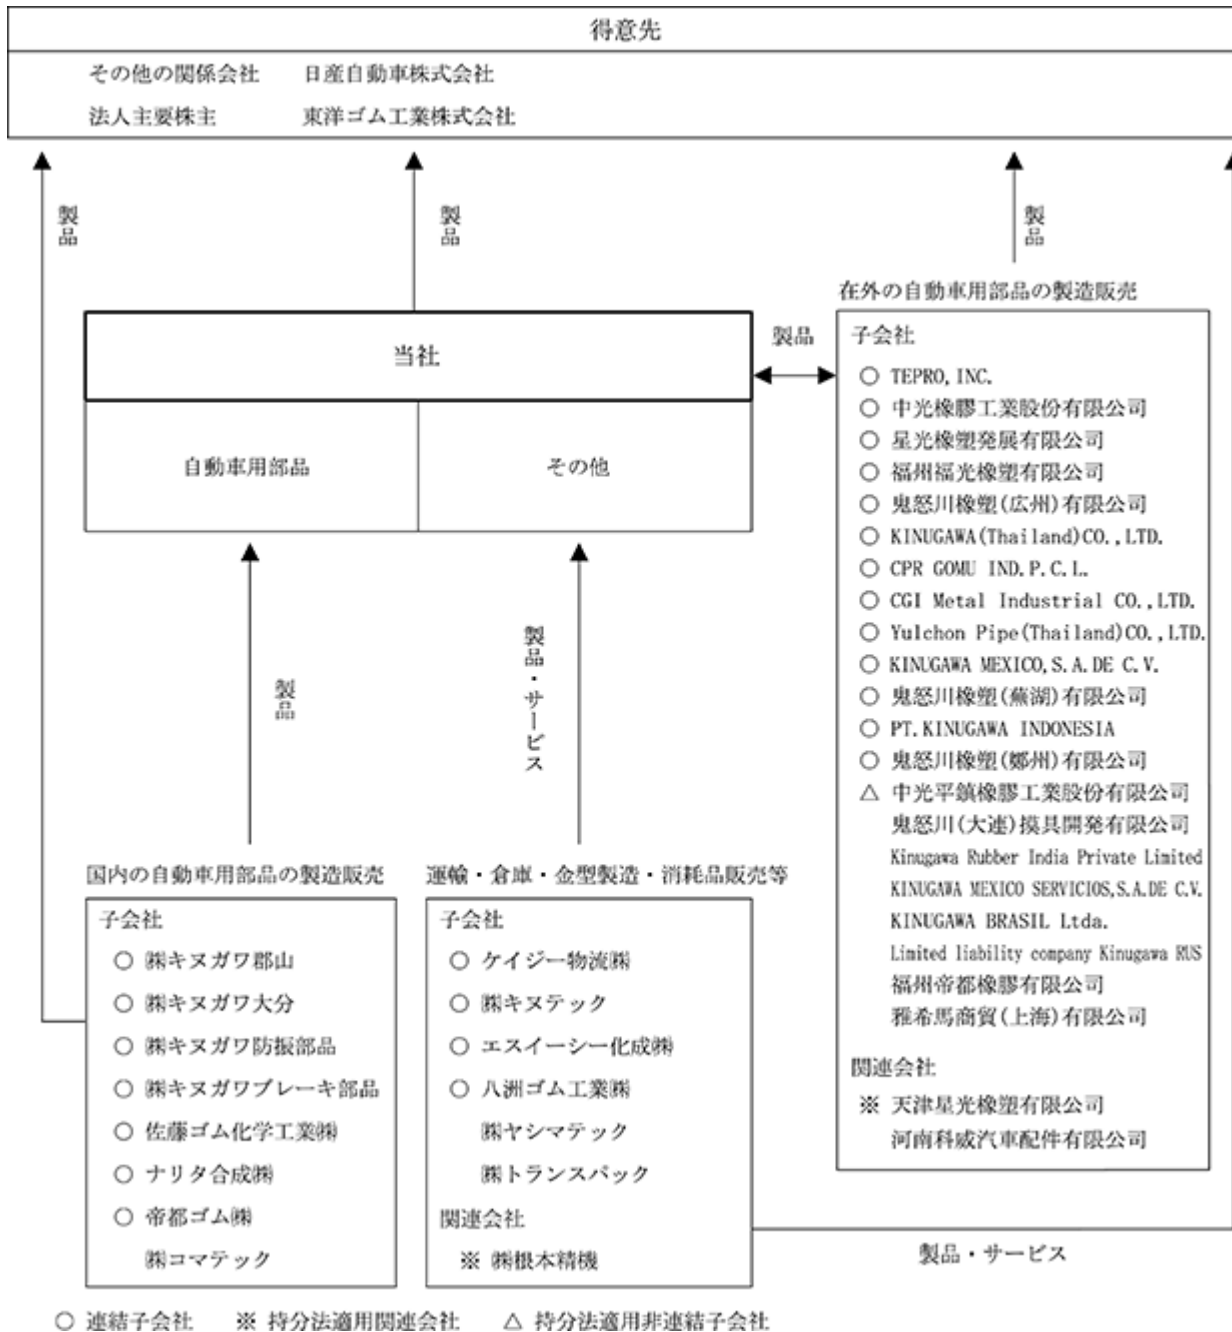 得意先
その他の関係会社 日産自動車株式会社
法人主要株主 東洋ゴム工業株式会社
製品
製品
製品
在外の自動車用部品の製造販売
当社
製品
自動車用部品
その他
子会社
○ TEPRO, INC.
○ 中光橡膠工業股份有限公司
○ 星光橡塑発展有限公司
○ 福州福光橡塑有限公司
○ 鬼怒川橡塑(広州)有限公司
○ KINUGAWA(Thailand)CO.,LTD.
○ CPR GOMU IND.P.C.L.
○ CGI Metal Industrial CO.,LTD.
○ Yulchon Pipe(Thailand)CO.,LTD.
○ KINUGAWA MEXICO,S.A.DE C.V.
○ 鬼怒川橡塑(蕪湖)有限公司
○ PT.KINUGAWA INDONESIA
○ 鬼怒川橡塑(鄭州)有限公司
△ 中光平鎮橡膠工業股份有限公司
鬼怒川(大連)摸具開発有限公司
Kinugawa Rubber India Private Limited
KINUGAWA MEXICO SERVICIOS,S.A.DE C.V.
KINUGAWA BRASIL Ltda.
Limited liability company Kinugawa RUS
福州帝都橡膠有限公司
雅希馬商貿(上海)有限公司
関連会社
※ 天津星光橡塑有限公司
河南科威汽車配件有限公司
製品
製品・サービス
国内の自動車用部品の製造販売
子会社
○ ㈱キヌガワ郡山
○ ㈱キヌガワ大分
○ ㈱キヌガワ防振部品
○ ㈱キヌガワブレーキ部品
○ 佐藤ゴム化学工業㈱
○ ナリタ合成㈱
○ 帝都ゴム㈱
㈱コマテック
運輸・倉庫・金型製造・消耗品販売等
子会社
○ ケイジー物流㈱
○ ㈱キヌテック
○ エスイーシー化成㈱
○ 八洲ゴム工業㈱
㈱ヤシマテック
㈱トランスパック
関連会社
※ ㈱根本精機
製品・サービス
○ 連結子会社 ※ 持分法適用関連会社 △ 持分法適用非連結子会社